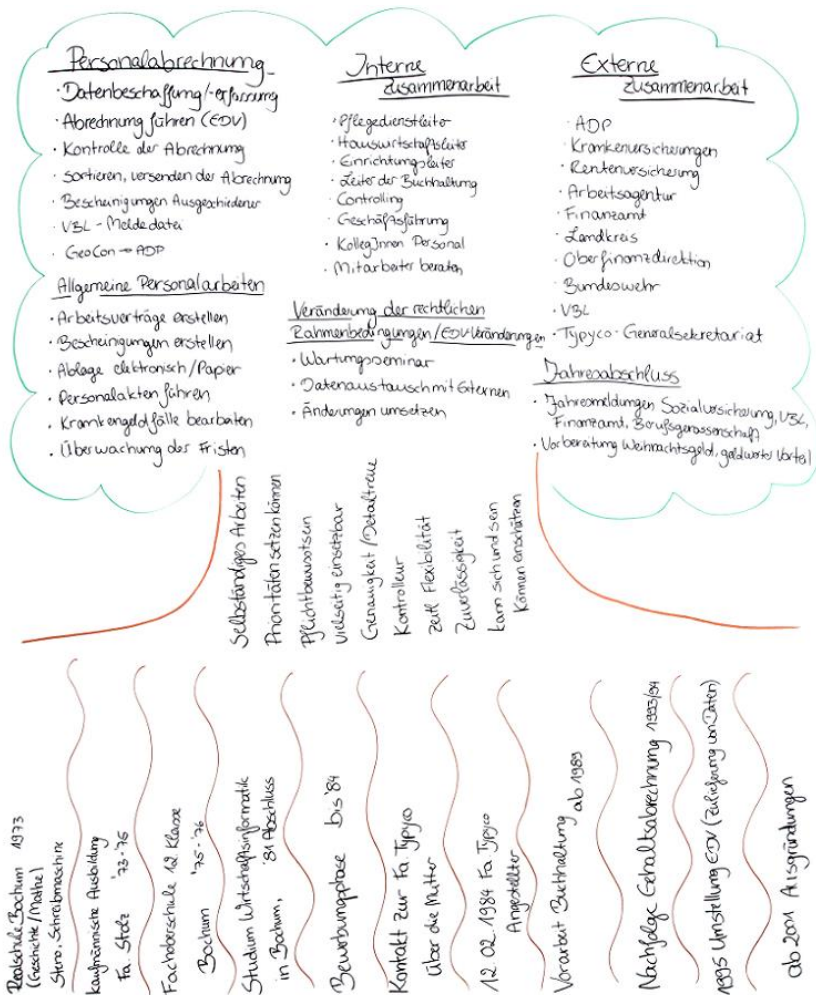 Personalabrechnung
· Datenbeschaffung/-erfassung
· Abrechnung führen (EDV)
· Kontrolle der Abrechnung
· Sortieren, versenden der Abrechnung
· Bescheinigungen Ausgeschiedener
· VBL - Meldedatei
· GeoCon → ADP
Allgemeine Personalarbeiten
· Arbeitsverträge erstellen
· Bescheinigungen erstellen
· Ablage elektronisch/Papier
· Personalakten führen
· Krankengeldfälle bearbeiten
· Überwachung der Fristen
Interne
Zusammenarbeit
· Pflegedienstleiter
· Hauswirtschaftsleiter
· Einrichtungsleiter
· Leiter der Buchhaltung
· Controlling
· Geschäftsführung
· KollegInnen Personal
· Mitarbeiter beraten
Veränderung der rechtlichen
Rahmenbedingungen/EDV Veränderungen
· Wartungsseminar
· Datenaustausch mit Externen
· Änderungen umsetzen
Externe
Zusammenarbeit
· ADP
· Krankenversicherungen
· Rentenversicherung
· Arbeitsagentur
· Finanzamt
· Landkreis
· Oberfinanzdirektion
· Bundeswehr
· VBL
· Typyco - Generalsekretariat
Jahresabschluss
· Jahresmeldungen Sozialversicherung, VBL,
Finanzamt, Berufsgenossenschaft
· Vorbereitung Weihnachtsgeld, geldwerter Vorteil
Selbständiges Arbeiten
Prioritäten setzen können
Pflichtbewusstsein
Vielseitig einsetzbar
Genauigkeit/Detailtreue
Kontrolleur
zeitl Flexibilität
Zuverlässigkeit
kann sich und sein
Können einschätzen
Realschule Bochum 1973
(Geschichte/Mathe)
Steno, Schreibmaschine
kaufmännische Ausbildung
Fa. Stolz '73-'75
Fachoberschule 12 Klasse
Bochum '75-'76
Studium Wirtschaftsinformatik
in Bochum, '81 Abschluss
Bewerbungsphase bis '84
Kontakt zur Fa. Typyco
über die Mutter
12.02.1984 Fa Typyco
Angestellter
Vorarbeit Buchhaltung ab 1989
Nachfolge Gehaltsabrechnung 1993/94
1995 Umstellung EDV (Zulieferung von Daten)
ab 2001 Ausgründungen